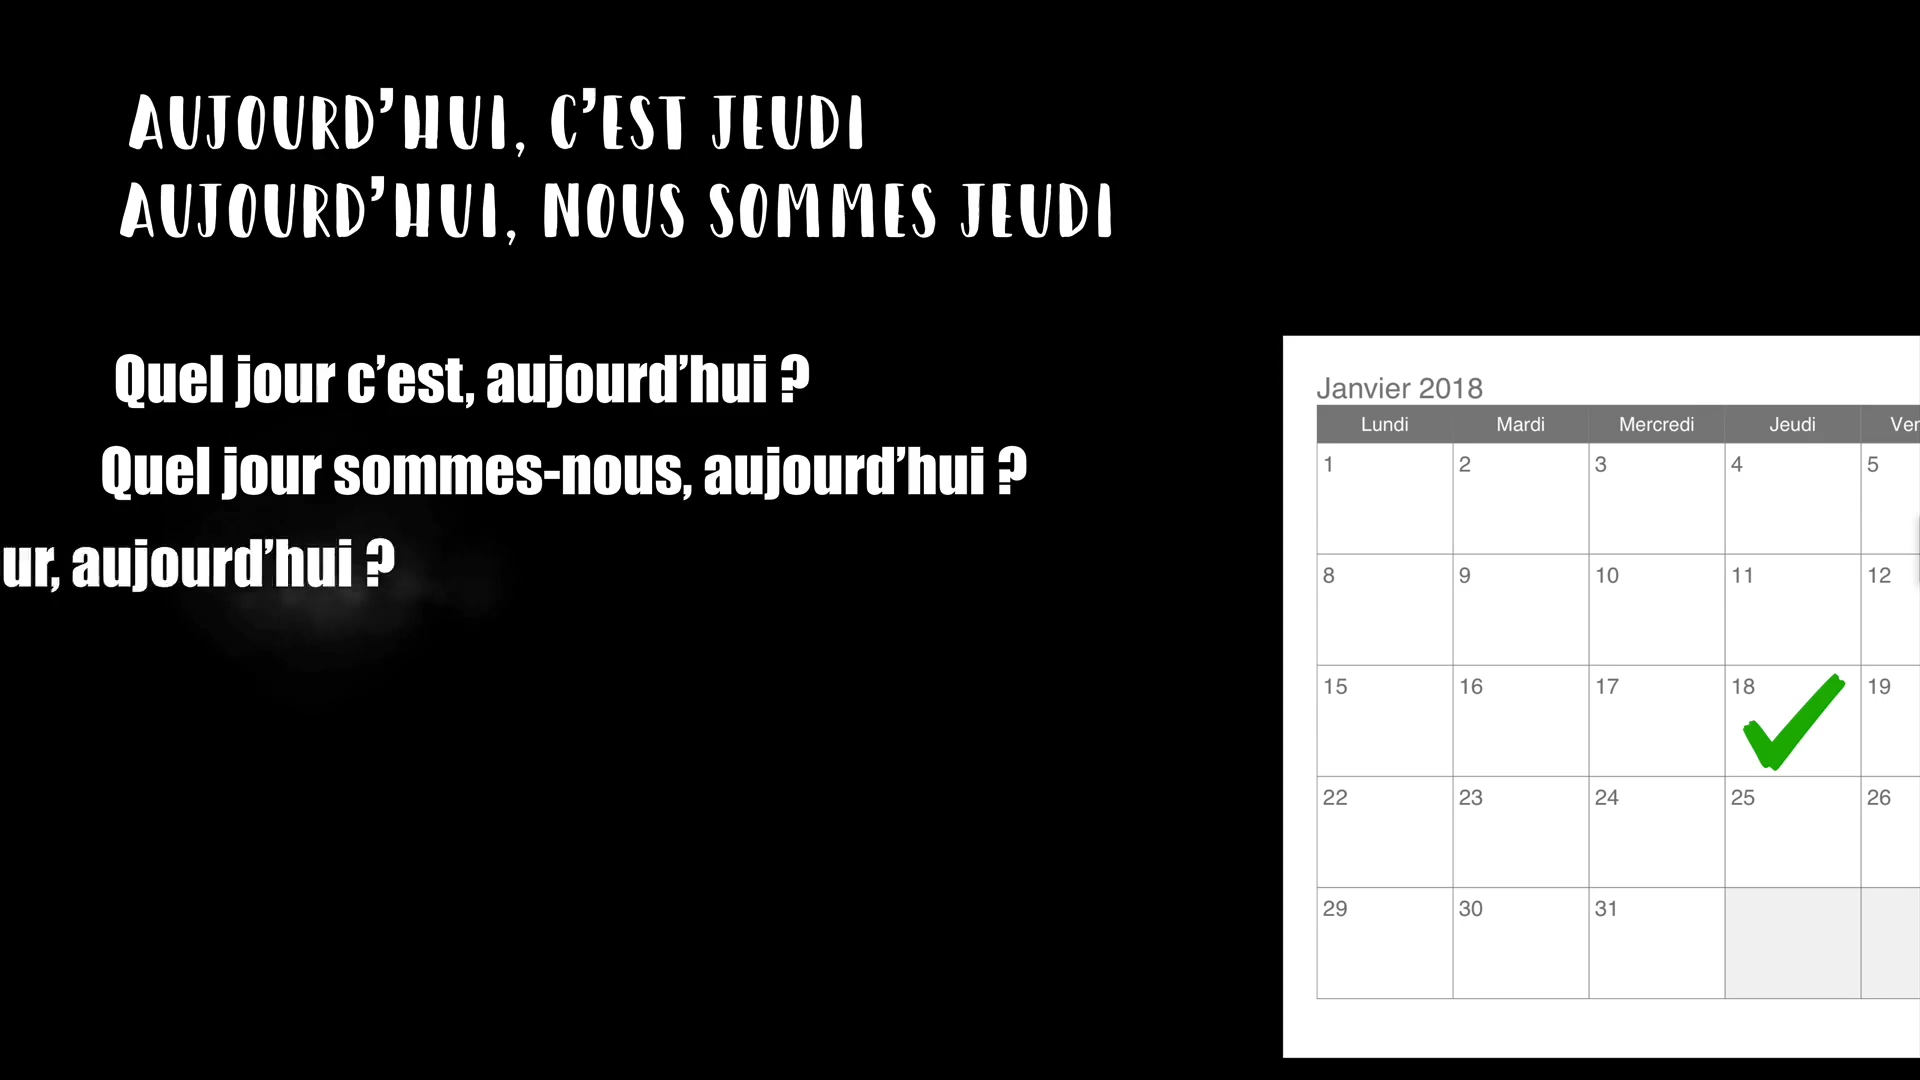 AUJOURD’HUI, C’EST JEUDI
AUJOURD’HUI, NOUS SOMMES JEUDI
Quel jour c’est, aujourd’hui ?
Quel jour sommes-nous, aujourd’hui ?
ur, aujourd’hui ?
Janvier 2018
Lundi Mardi Mercredi Jeudi Ver
1 2 3 4 5
8 9 10 11 12
15 16 17 18 19
22 23 24 25 26
29 30 31